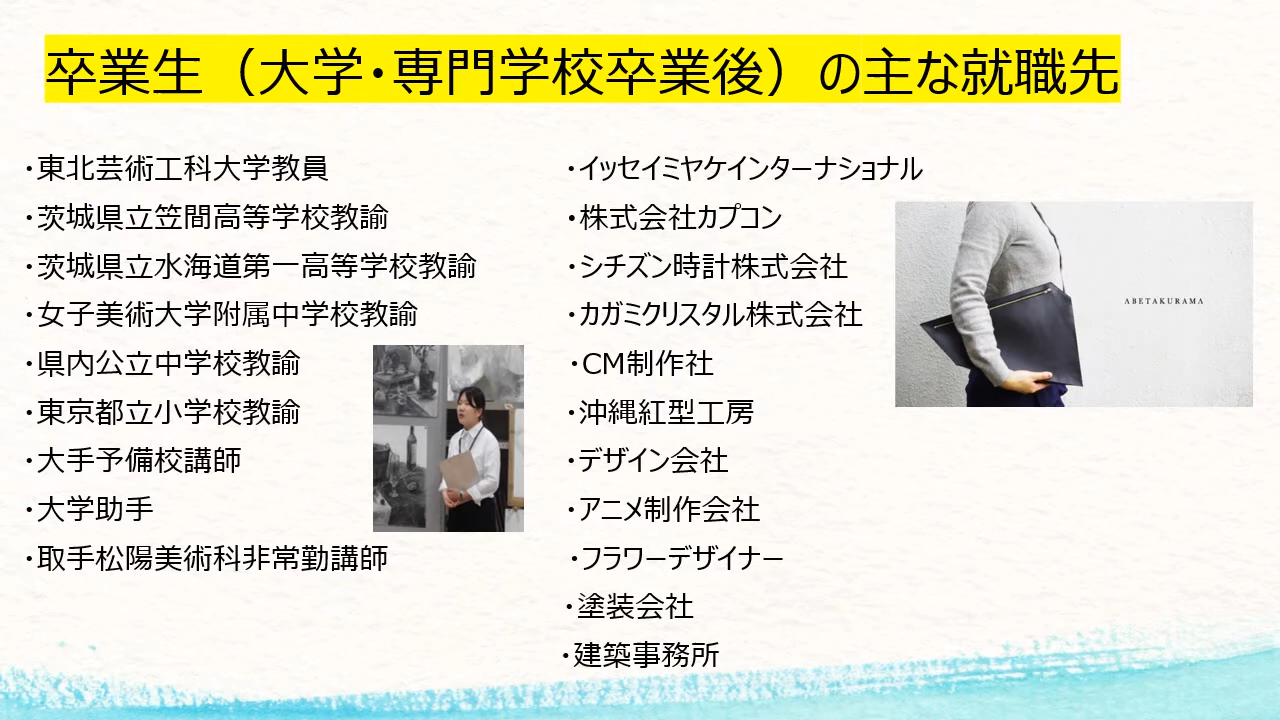 卒業生（大学・専門学校卒業後）の主な就職先
・東北芸術工科大学教員
・茨城県立笠間高等学校教諭
・茨城県立水海道第一高等学校教諭
・女子美術大学附属中学校教諭
・県内公立中学校教諭
・東京都立小学校教諭
・大手予備校講師
・大学助手
・取手松陽美術科非常勤講師
・イッセイミヤケインターナショナル
・株式会社カプコン
・シチズン時計株式会社
・カガミクリスタル株式会社
・CM制作社
・沖縄紅型工房
・デザイン会社
・アニメ制作会社
・フラワーデザイナー
・塗装会社
・建築事務所
ABETAKURAMA